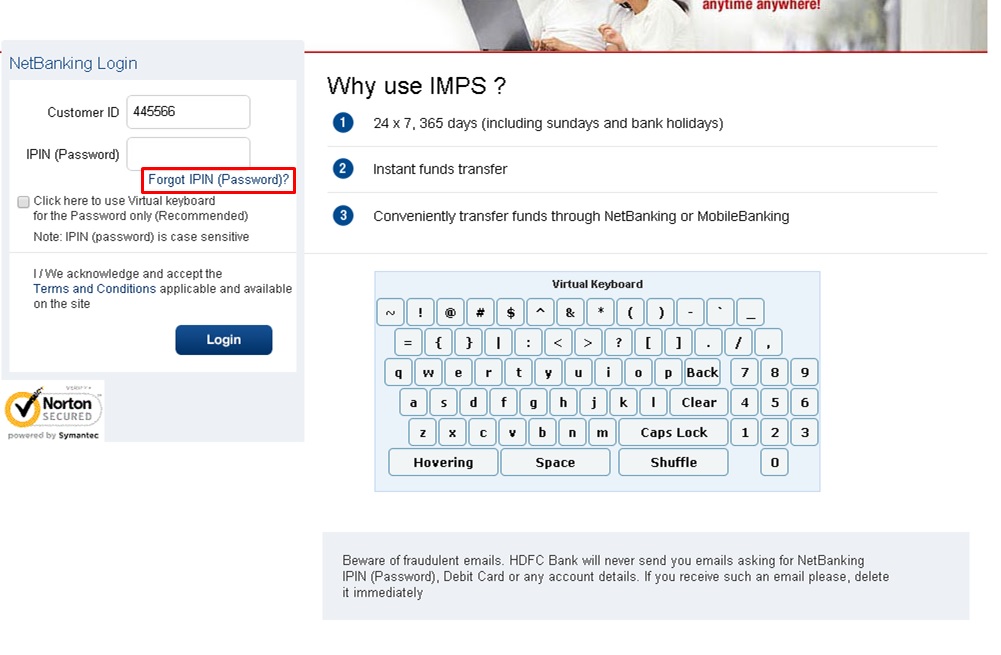 anytime anywhere!
NetBanking Login
Customer ID 445566
IPIN (Password)
Forgot IPIN (Password)?
Click here to use Virtual keyboard
for the Password only (Recommended)
Note: IPIN (password) is case sensitive
I / We acknowledge and accept the
Terms and Conditions applicable and available
on the site
Login
VERIFY
Norton
SECURED
powered by Symantec
Why use IMPS ?
1 24 x 7, 365 days (including sundays and bank holidays)
2 Instant funds transfer
3 Conveniently transfer funds through NetBanking or MobileBanking
Virtual Keyboard
~ ! @ # $ ^ & * ( ) - ` _
= { } | : < > ? [ ] . / ,
q w e r t y u i o p Back 7 8 9
a s d f g h j k l Clear 4 5 6
z x c v b n m Caps Lock 1 2 3
Hovering Space Shuffle 0
Beware of fraudulent emails. HDFC Bank will never send you emails asking for NetBanking
IPIN (Password), Debit Card or any account details. If you receive such an email please, delete
it immediately